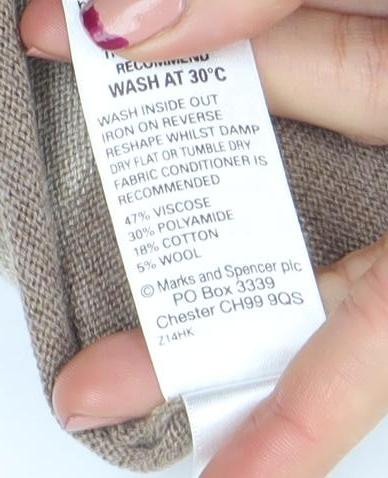 RECOMMEND
WASH AT 30°C
WASH INSIDE OUT
IRON ON REVERSE
RESHAPE WHILST DAMP
DRY FLAT OR TUMBLE DRY
FABRIC CONDITIONER IS
RECOMMENDED
47% VISCOSE
30% POLYAMIDE
18% COTTON
5% WOOL
© Marks and Spencer plc
PO Box 3339
Chester CH99 9QS
Z14HK